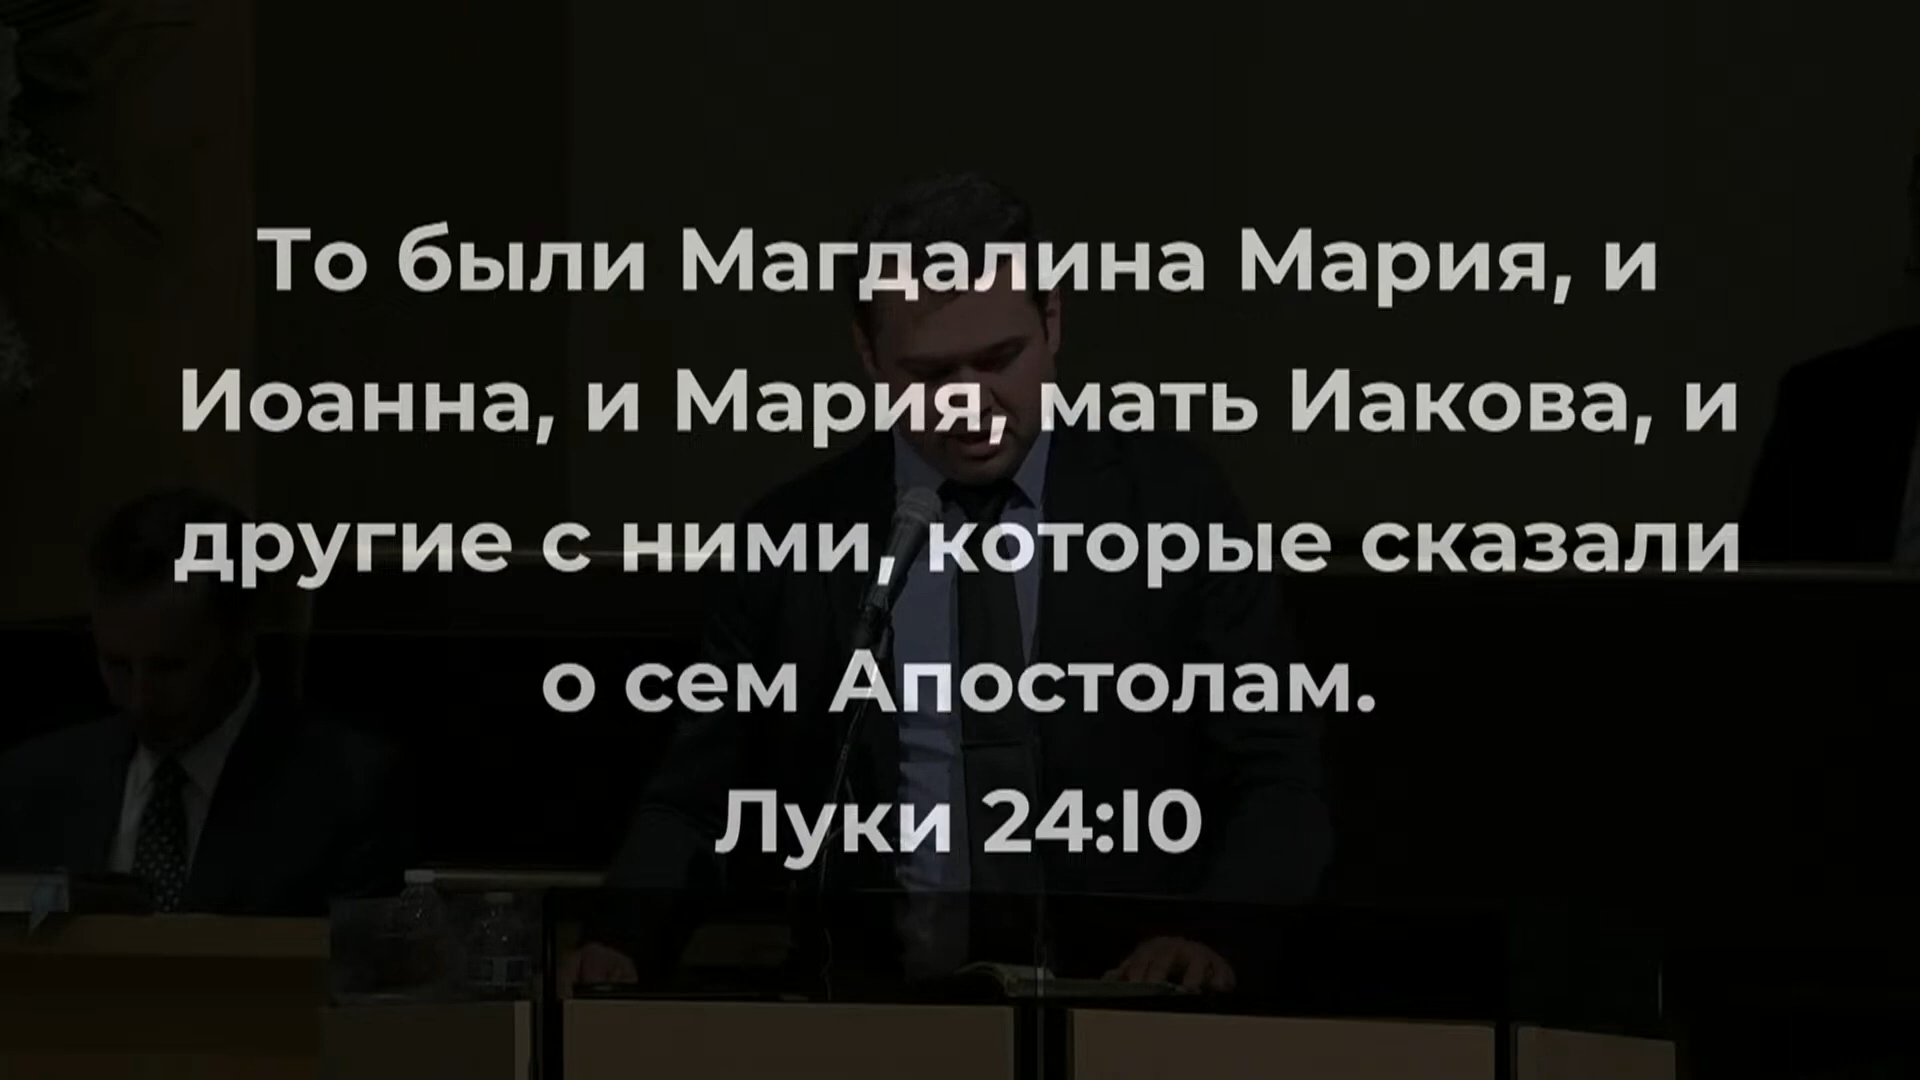 То были Магдалина Мария, и
Иоанна, и Мария, мать Иакова, и
другие с ними, которые сказали
о сем Апостолам.
Луки 24:10